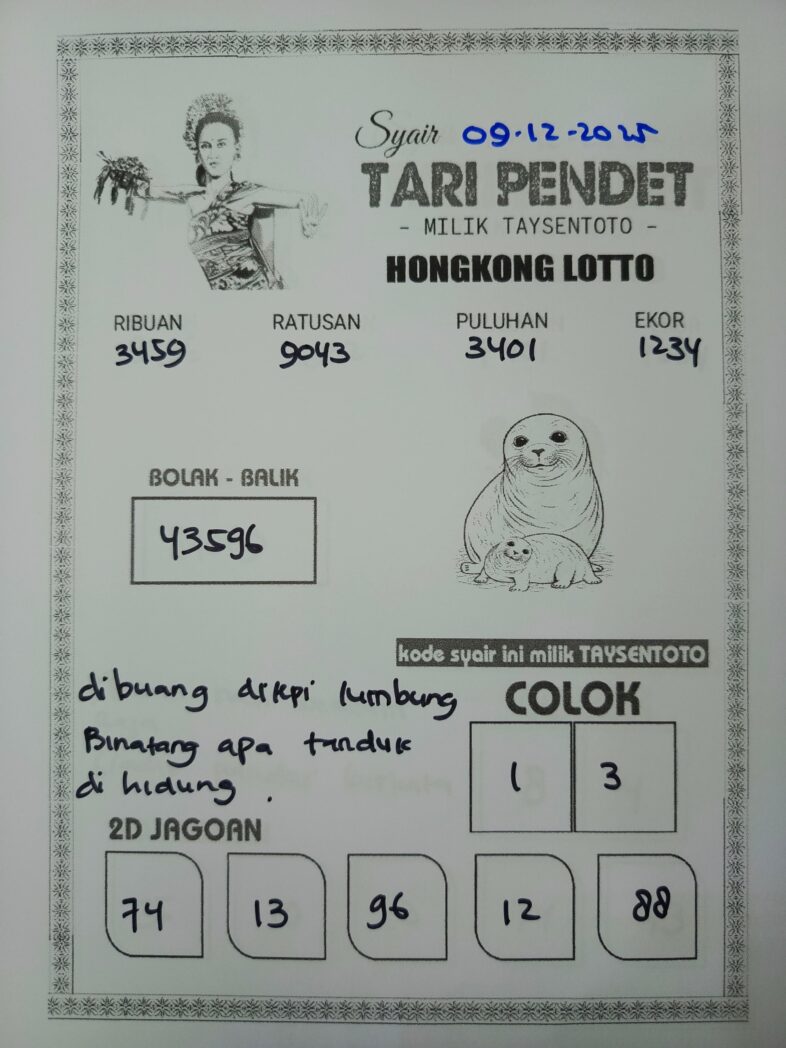 Syair 09-12-2025
TARI PENDET
- MILIK TAYSENTOTO -
HONGKONG LOTTO
RIBUAN RATUSAN PULUHAN EKOR
3459 9043 3401 1234
BOLAK - BALIK
43596
kode syair ini milik TAYSENTOTO
dibuang ditepi lumbung
Binatang apa tanduk
di hidung .
COLOK
1 3
2D JAGOAN
74 13 96 12 88